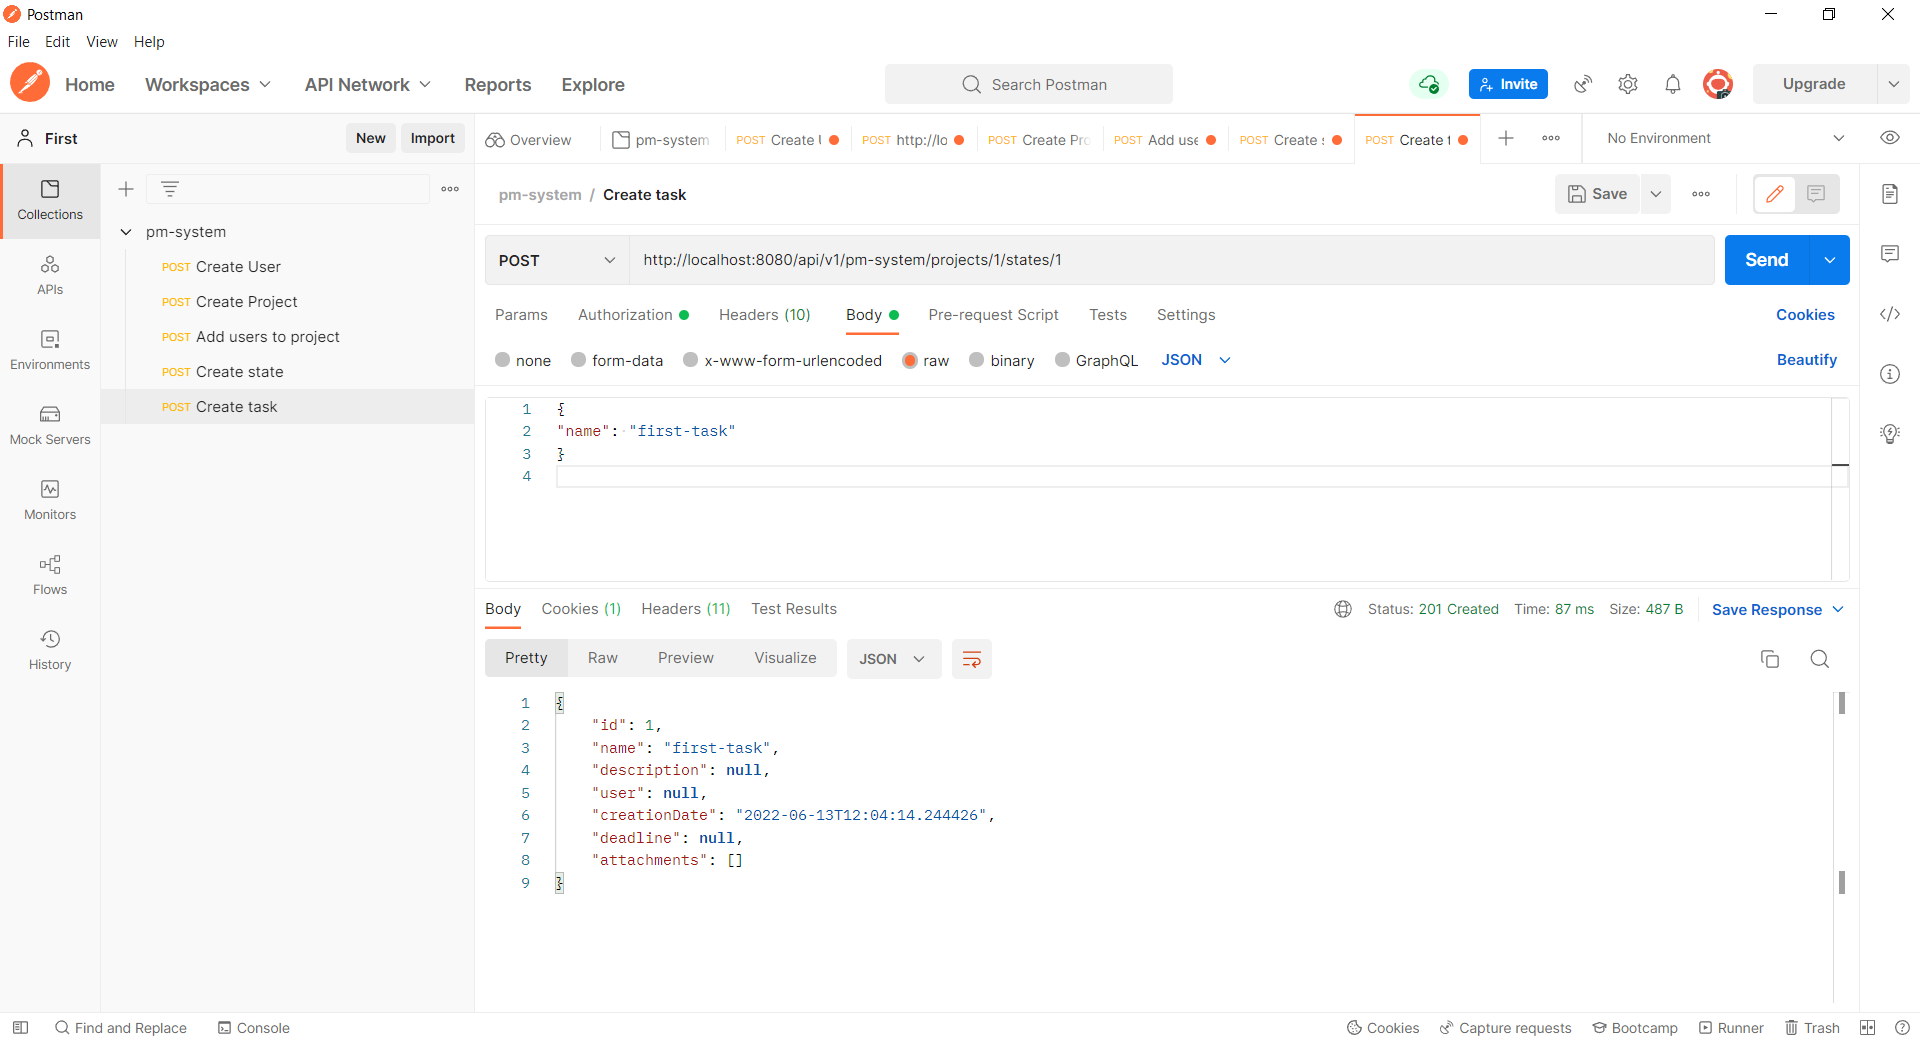 Postman
File Edit View Help
Home Workspaces API Network Reports Explore Search Postman Invite Upgrade
First New Import
Overview pm-system POST Create POST http://lo POST Create Pro POST Add use POST Create POST Create No Environment
Collections
APIs
Environments
Mock Servers
Monitors
Flows
History
pm-system
POST Create User
POST Create Project
POST Add users to project
POST Create state
POST Create task
pm-system / Create task Save
POST http://localhost:8080/api/v1/pm-system/projects/1/states/1 Send
Params Authorization Headers (10) Body Pre-request Script Tests Settings Cookies
none form-data x-www-form-urlencoded raw binary GraphQL JSON Beautify
1 {
2 "name": "first-task"
3 }
4
Body Cookies (1) Headers (11) Test Results Status: 201 Created Time: 87 ms Size: 487 B Save Response
Pretty Raw Preview Visualize JSON
1 {
2 "id": 1,
3 "name": "first-task",
4 "description": null,
5 "user": null,
6 "creationDate": "2022-06-13T12:04:14.244426",
7 "deadline": null,
8 "attachments": []
9 }
Find and Replace Console Cookies Capture requests Bootcamp Runner Trash